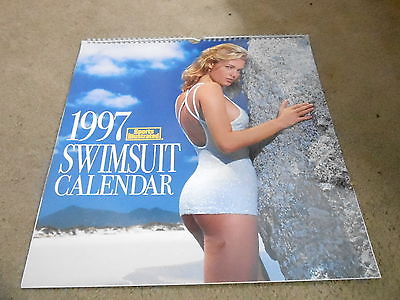 1997
Sports
Illustrated
SWIMSUIT
CALENDAR